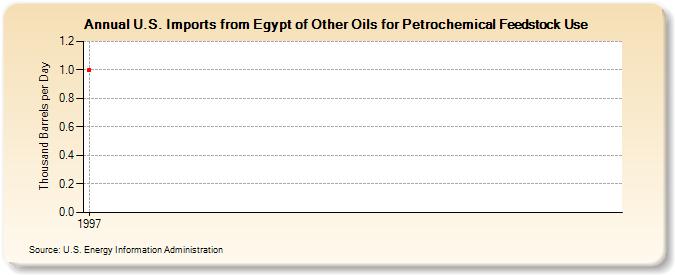 Annual U.S. Imports from Egypt of Other Oils for Petrochemical Feedstock Use
Thousand Barrels per Day
1.2
1.0
0.8
0.6
0.4
0.2
0.0
1997
Source: U.S. Energy Information Administration